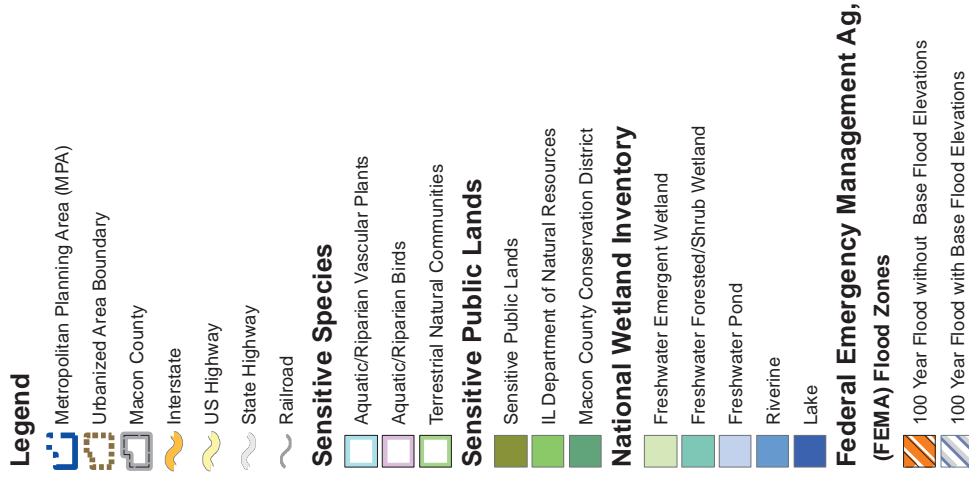 Legend
Metropolitan Planning Area (MPA)
Urbanized Area Boundary
Macon County
Interstate
US Highway
State Highway
Railroad
Sensitive Species
Aquatic/Riparian Vascular Plants
Aquatic/Riparian Birds
Terrestrial Natural Communities
Sensitive Public Lands
Sensitive Public Lands
IL Department of Natural Resources
Macon County Conservation District
National Wetland Inventory
Freshwater Emergent Wetland
Freshwater Forested/Shrub Wetland
Freshwater Pond
Riverine
Lake
Federal Emergency Management Ag,
(FEMA) Flood Zones
100 Year Flood without Base Flood Elevations
100 Year Flood with Base Flood Elevations